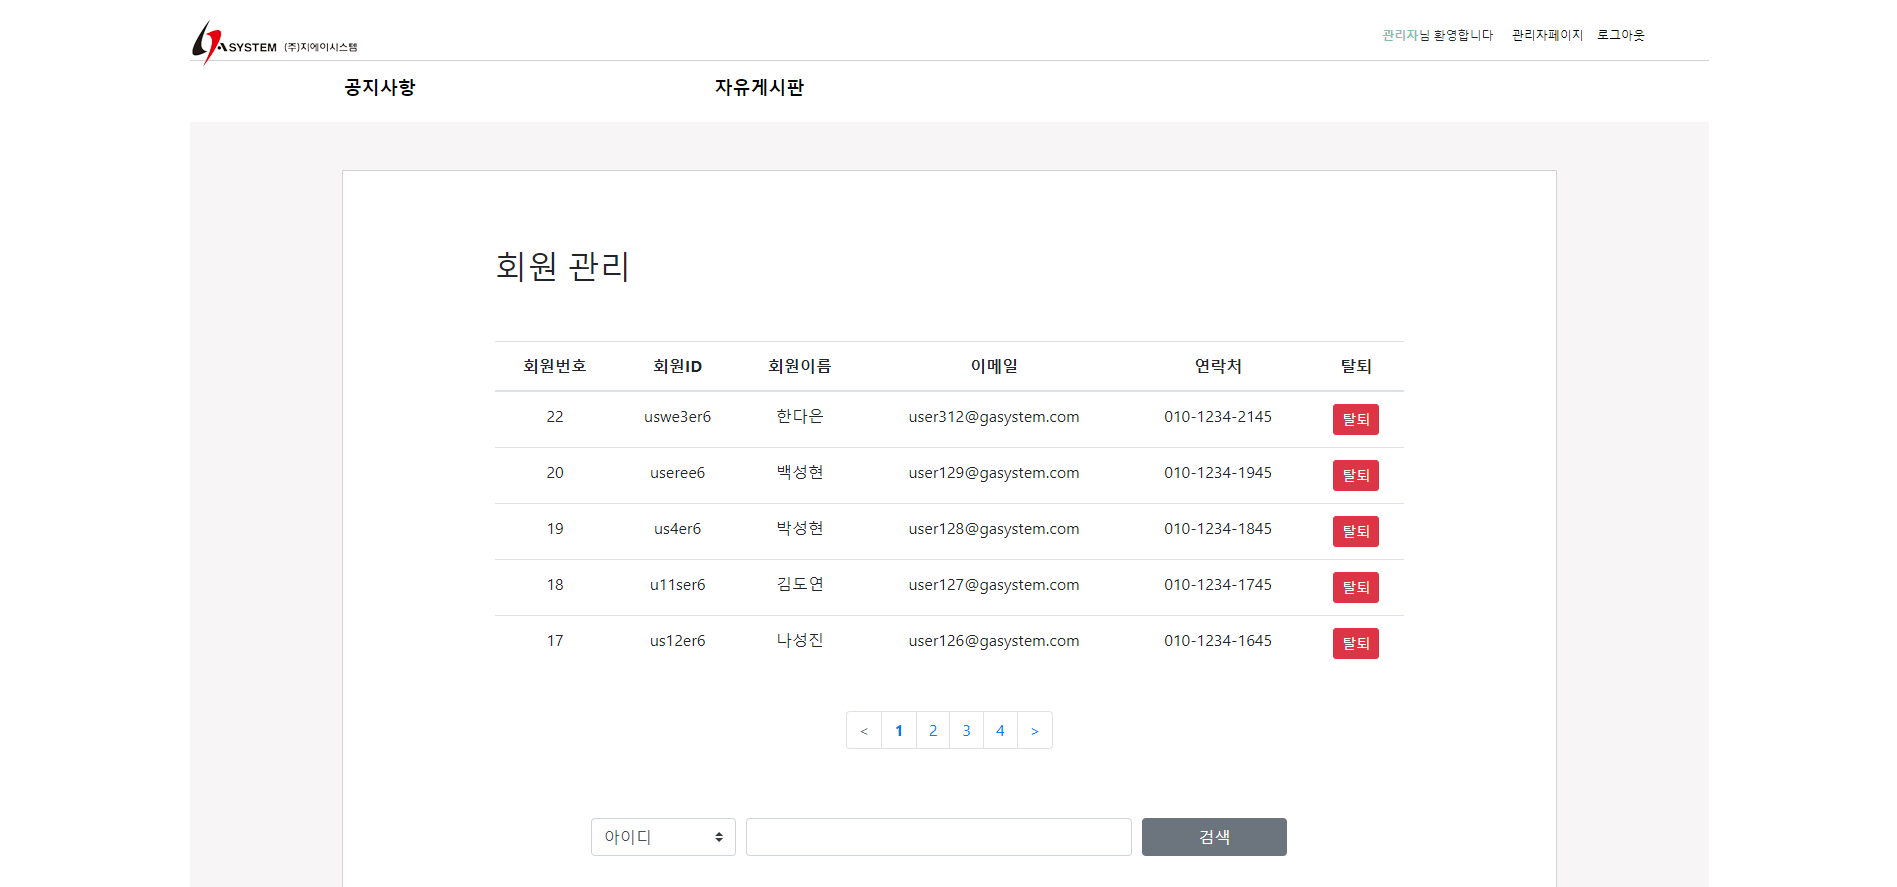 ASYSTEM (주)지에이시스템
관리자님 환영합니다 관리자페이지 로그아웃
공지사항 자유게시판
회원 관리
회원번호 회원ID 회원이름 이메일 연락처 탈퇴
22 uswe3er6 한다은 user312@gasystem.com 010-1234-2145 탈퇴
20 useree6 백성현 user129@gasystem.com 010-1234-1945 탈퇴
19 us4er6 박성현 user128@gasystem.com 010-1234-1845 탈퇴
18 u11ser6 김도연 user127@gasystem.com 010-1234-1745 탈퇴
17 us12er6 나성진 user126@gasystem.com 010-1234-1645 탈퇴
< 1 2 3 4 >
아이디 검색